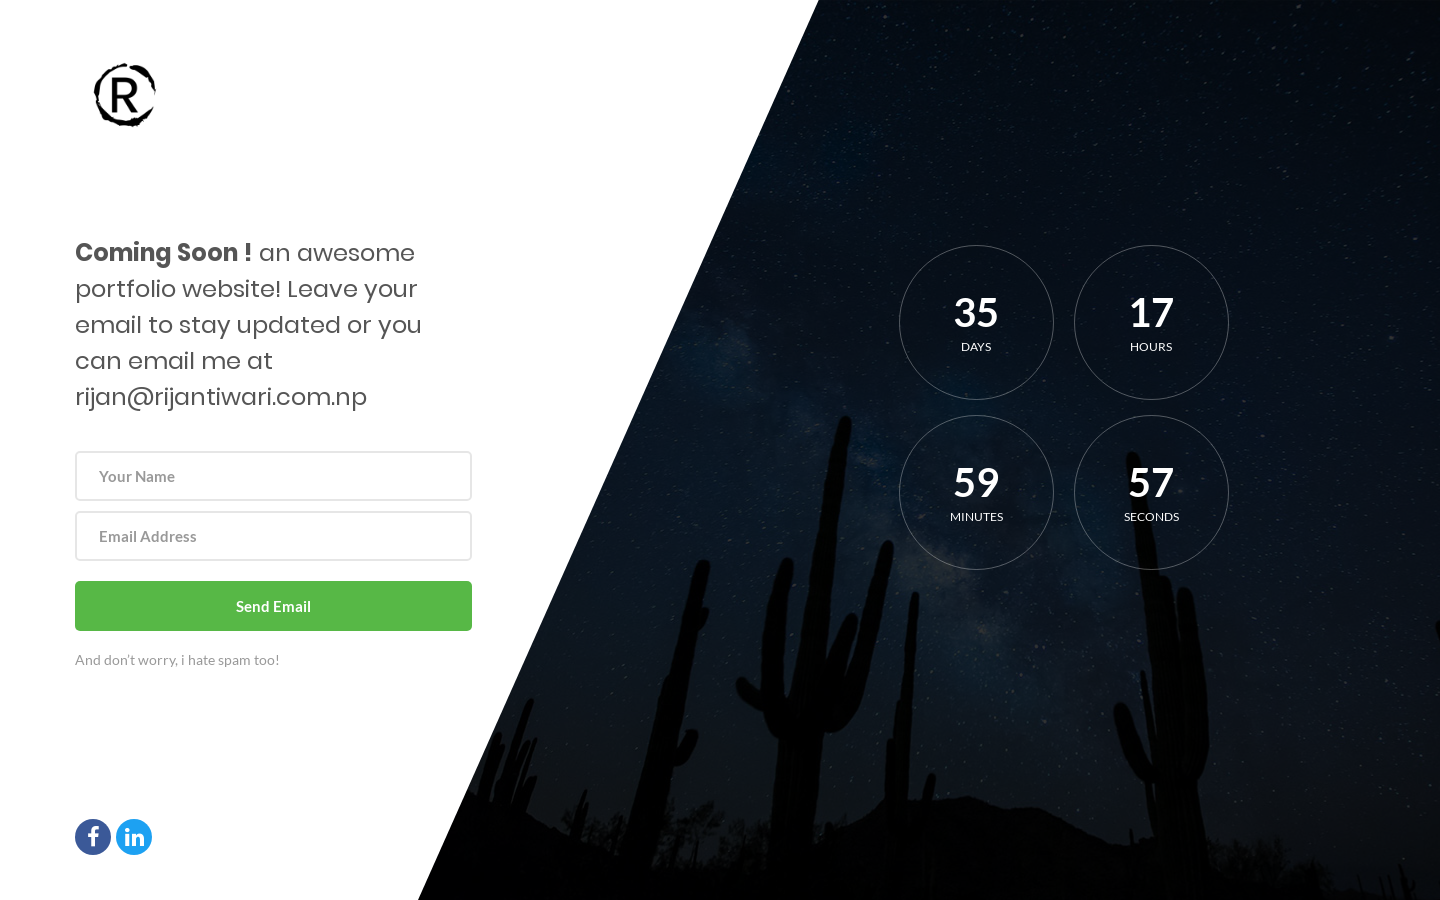 R
Coming Soon ! an awesome
portfolio website! Leave your
email to stay updated or you
can email me at
rijan@rijantiwari.com.np
Your Name
Email Address
Send Email
And don't worry, i hate spam too!
f in
35 17
DAYS HOURS
59 57
MINUTES SECONDS